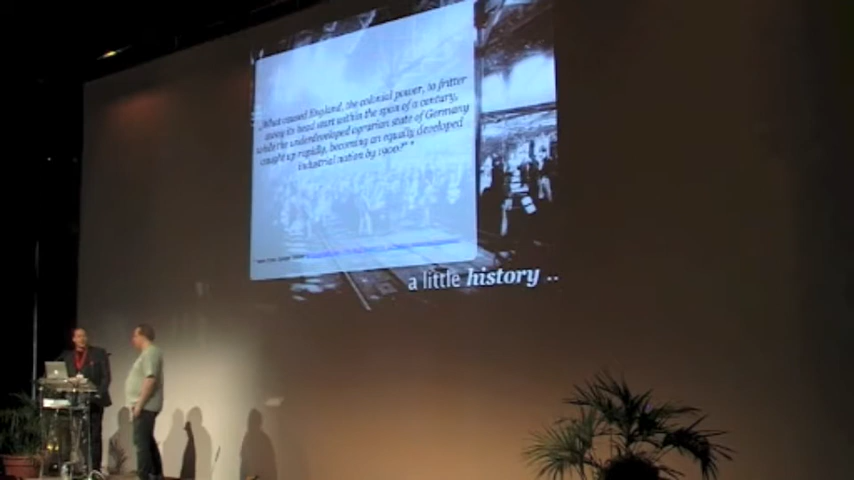 „What caused England, the colonial power, to fritter
away its head start within the span of a century,
while the underdeveloped agrarian state of Germany
caught up rapidly, becoming an equally developed
industrial nation by 1900?" *
a little history ..